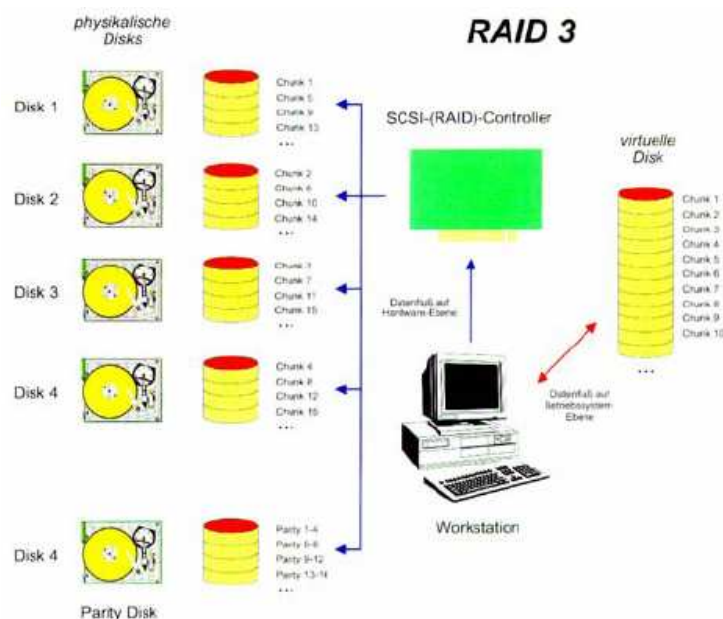 physikalische
Disks
RAID 3
Disk 1
Chunk 1
Chunk 5
Chunk 9
Chunk 13
...
Disk 2
Chunk 2
Chunk 6
Chunk 10
Chunk 14
...
Disk 3
Chunk 3
Chunk 7
Chunk 11
Chunk 15
...
Disk 4
Chunk 4
Chunk 8
Chunk 12
Chunk 16
...
Disk 4
Parity 1-4
Parity 5-8
Parity 9-12
Parity 13-16
...
Parity Disk
SCSI-(RAID)-Controller
Datenfluß auf
Hardware-Ebene
Workstation
Datenfluß auf
Betriebssystem
Ebene
virtuelle
Disk
Chunk 1
Chunk 2
Chunk 3
Chunk 4
Chunk 5
Chunk 6
Chunk 7
Chunk 8
Chunk 9
Chunk 10
...